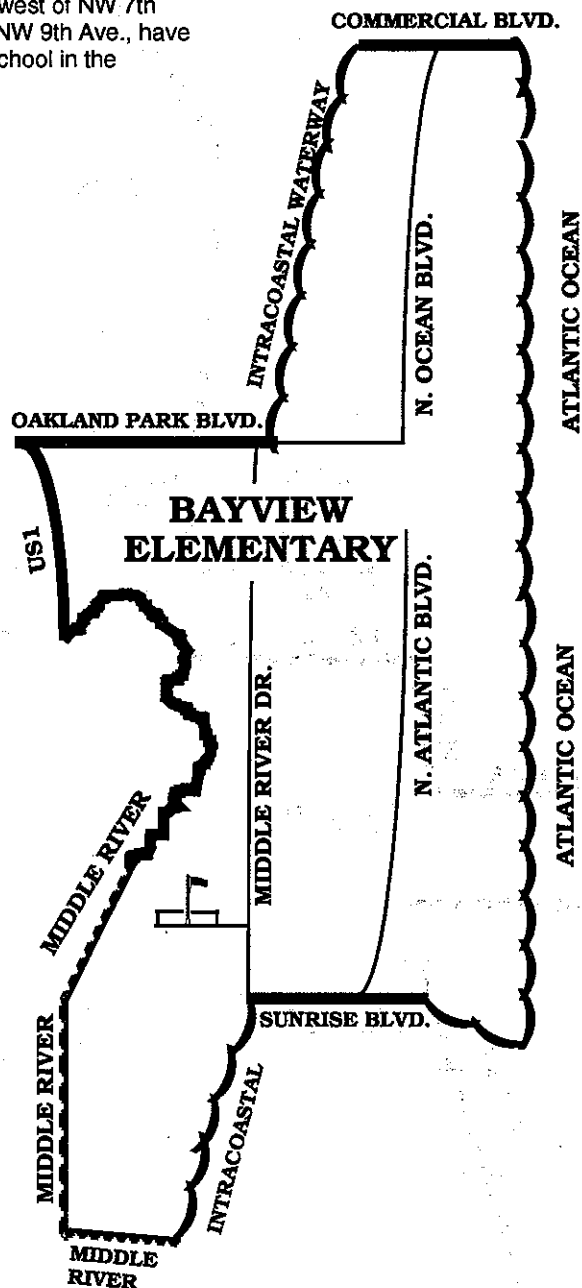 west of NW 7th
NW 9th Ave., have
chool in the
COMMERCIAL BLVD.
INTRACOASTAL WATERWAY
N. OCEAN BLVD.
ATLANTIC OCEAN
OAKLAND PARK BLVD.
US1
BAYVIEW
ELEMENTARY
MIDDLE RIVER DR.
N. ATLANTIC BLVD.
ATLANTIC OCEAN
MIDDLE RIVER
SUNRISE BLVD.
MIDDLE RIVER
INTRACOASTAL
MIDDLE
RIVER